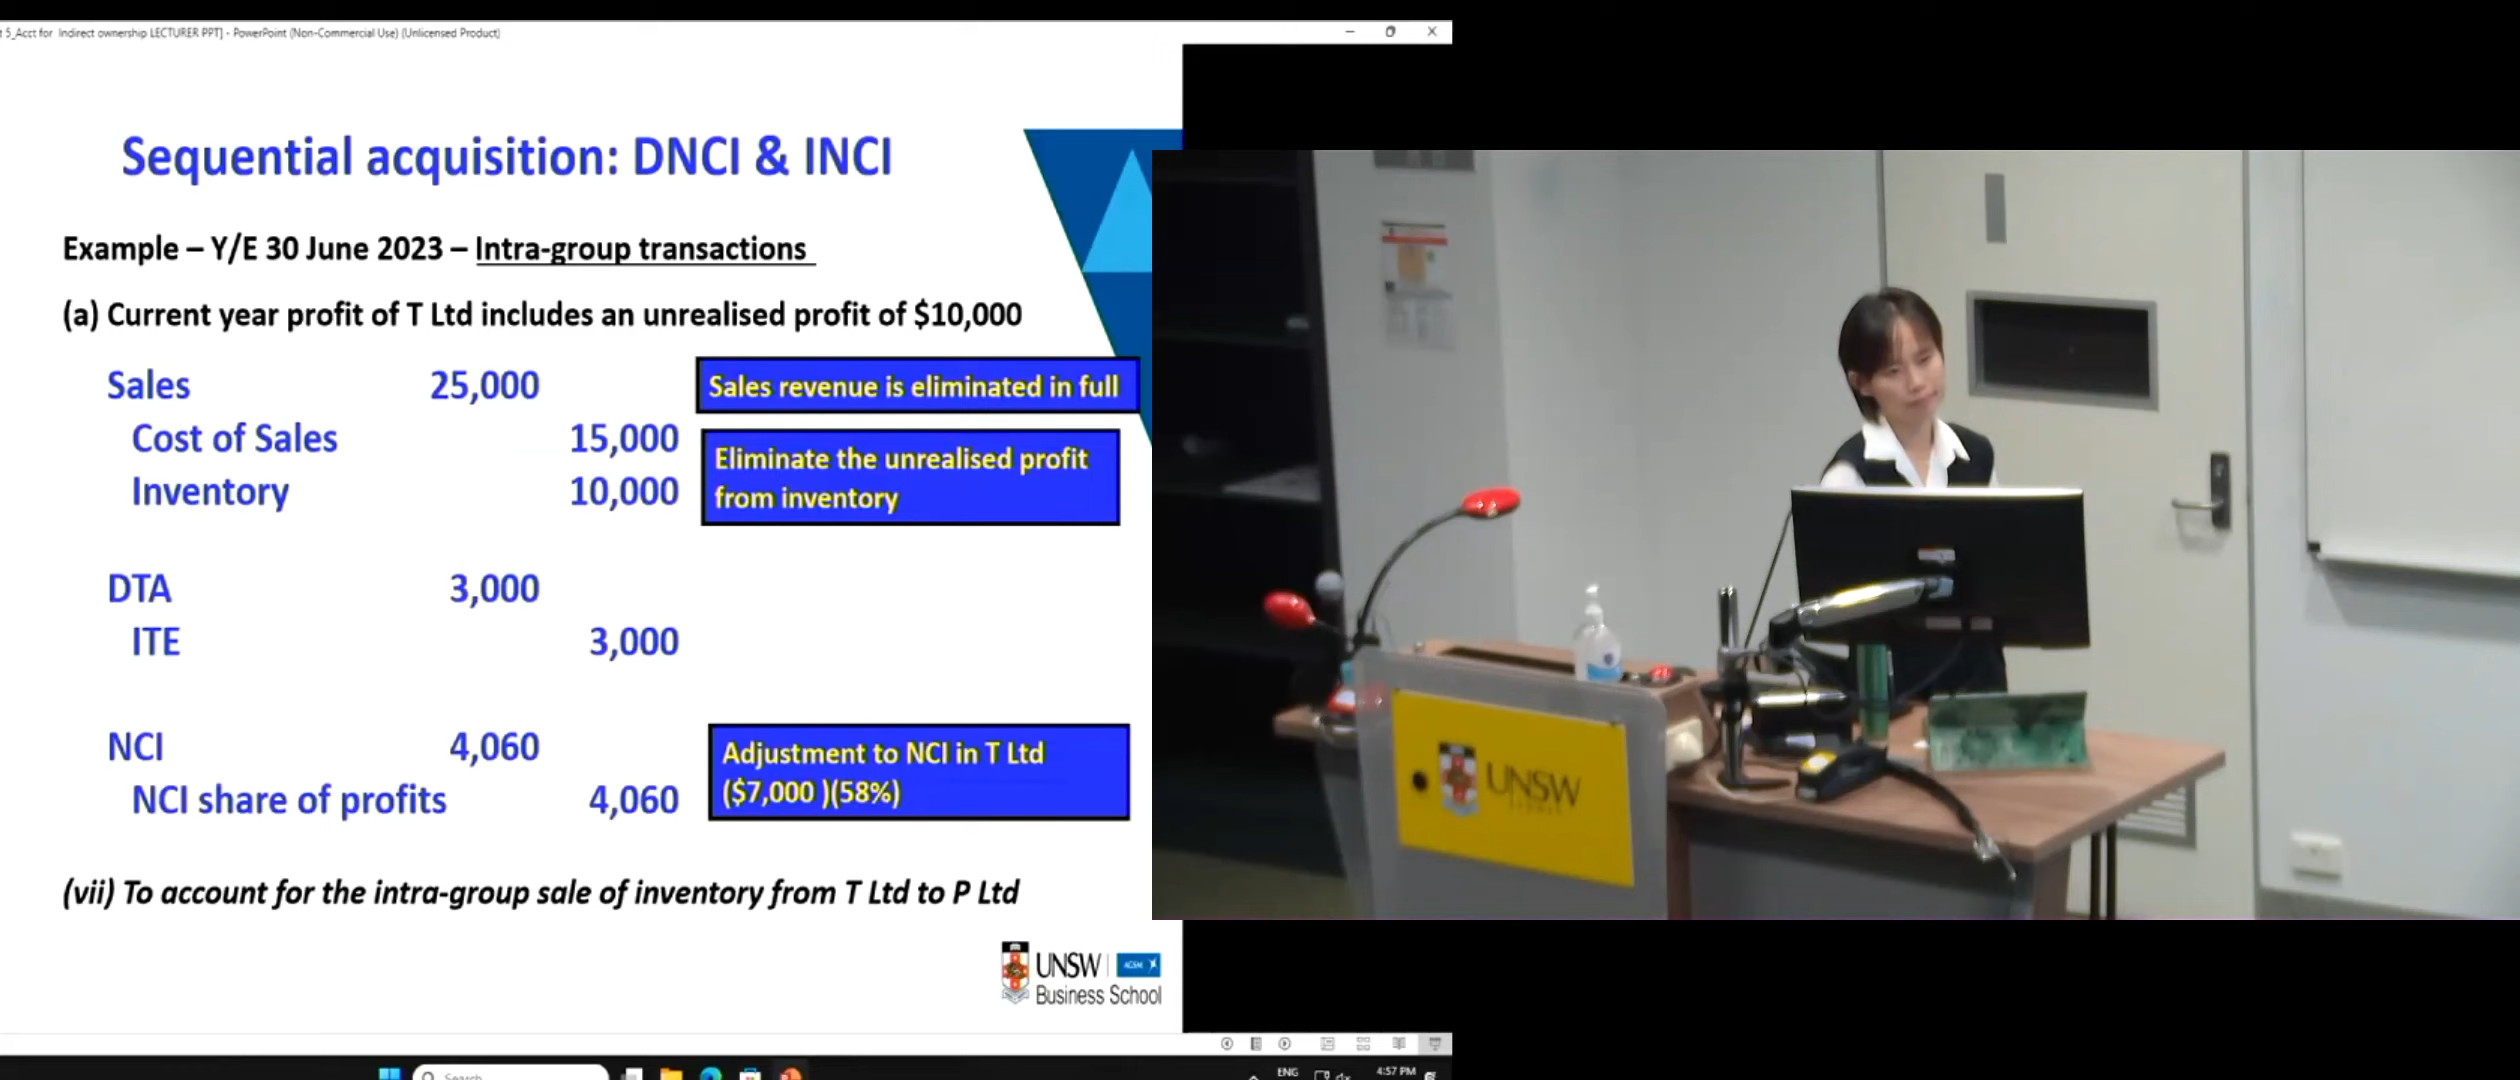 t 5_Acct for Indirect ownership LECTURER PPT] - PowerPoint (Non-Commercial Use) (Unlicensed Product)
Sequential acquisition: DNCI & INCI
Example – Y/E 30 June 2023 – Intra-group transactions
(a) Current year profit of T Ltd includes an unrealised profit of $10,000
Sales 25,000
Sales revenue is eliminated in full
Cost of Sales 15,000
Inventory 10,000
Eliminate the unrealised profit
from inventory
DTA 3,000
ITE 3,000
NCI 4,060
NCI share of profits 4,060
Adjustment to NCI in T Ltd
($7,000 )(58%)
(vii) To account for the intra-group sale of inventory from T Ltd to P Ltd
UNSW AGSM
Business School
Search
ENG
4:57 PM
UNSW